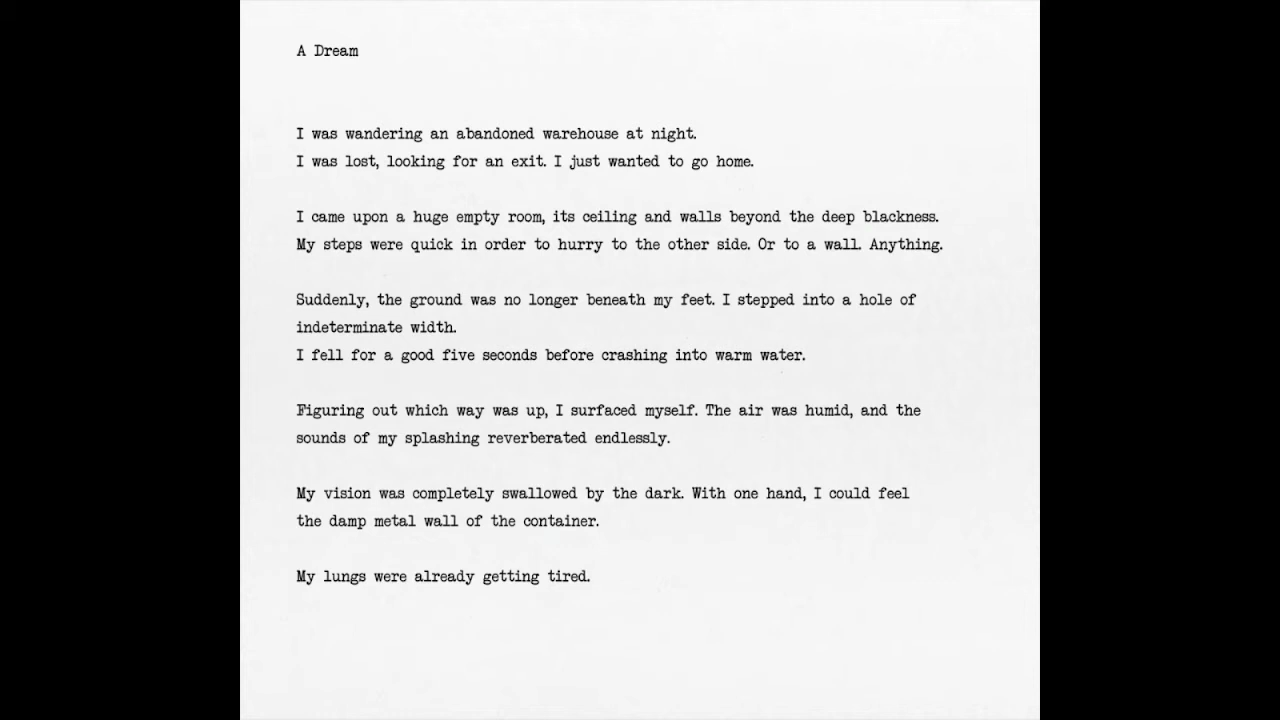 A Dream
I was wandering an abandoned warehouse at night.
I was lost, looking for an exit. I just wanted to go home.
I came upon a huge empty room, its ceiling and walls beyond the deep blackness.
My steps were quick in order to hurry to the other side. Or to a wall. Anything.
Suddenly, the ground was no longer beneath my feet. I stepped into a hole of
indeterminate width.
I fell for a good five seconds before crashing into warm water.
Figuring out which way was up, I surfaced myself. The air was humid, and the
sounds of my splashing reverberated endlessly.
My vision was completely swallowed by the dark. With one hand, I could feel
the damp metal wall of the container.
My lungs were already getting tired.